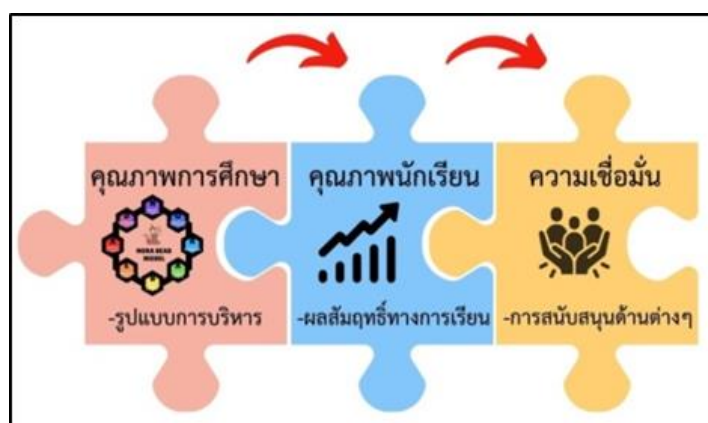 คุณภาพการศึกษา
NORA BEAD
MODEL
-รูปแบบการบริหาร
คุณภาพนักเรียน
-ผลสัมฤทธิ์ทางการเรียน
ความเชื่อมั่น
-การสนับสนุนด้านต่างๆ